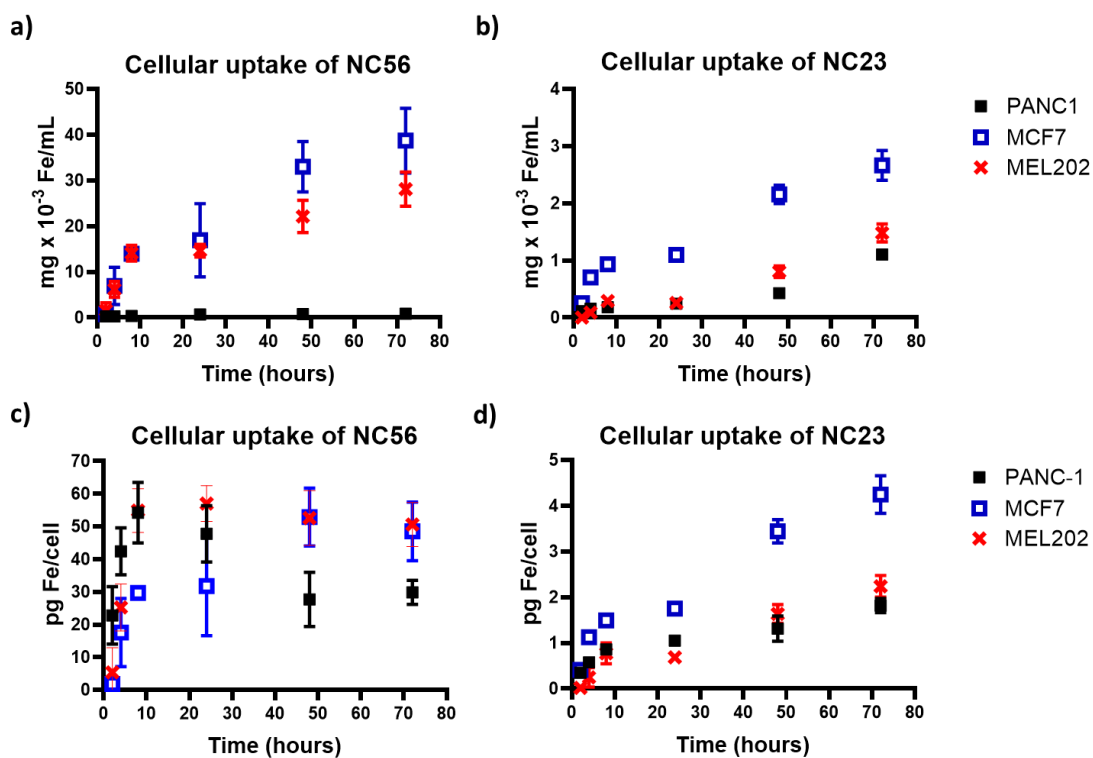 a)
Cellular uptake of NC56
mg x 10⁻³ Fe/mL
50
40
30
20
10
0
0 10 20 30 40 50 60 70 80
Time (hours)
b)
Cellular uptake of NC23
mg x 10⁻³ Fe/mL
4
3
2
1
0
0 10 20 30 40 50 60 70 80
Time (hours)
PANC1
MCF7
MEL202
c)
Cellular uptake of NC56
pg Fe/cell
70
60
50
40
30
20
10
0
0 10 20 30 40 50 60 70 80
Time (hours)
d)
Cellular uptake of NC23
pg Fe/cell
5
4
3
2
1
0
0 10 20 30 40 50 60 70 80
Time (hours)
PANC-1
MCF7
MEL202